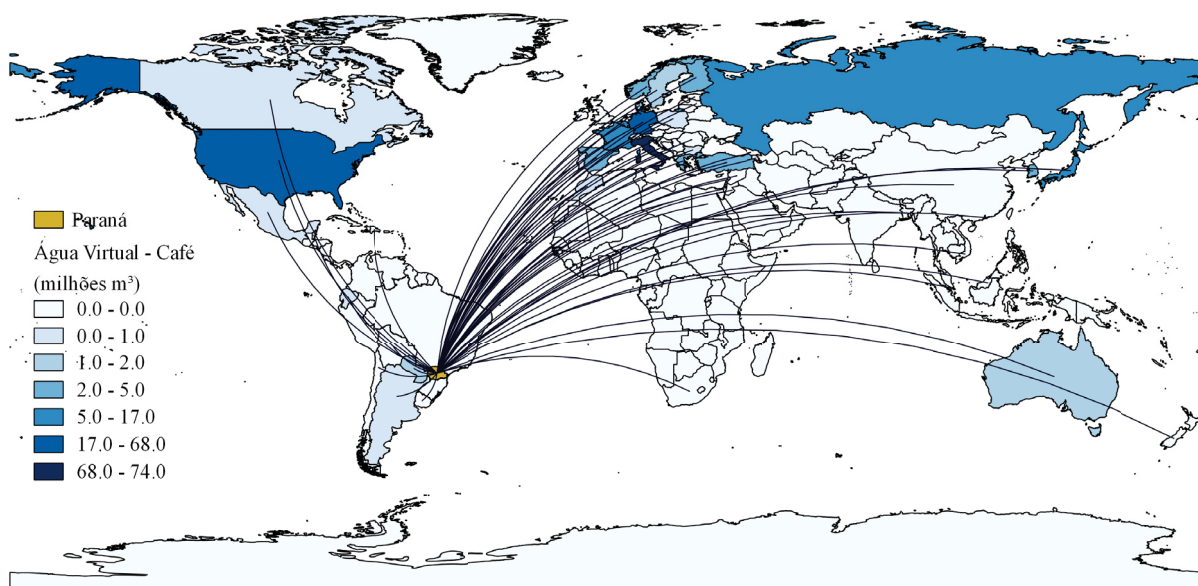 Paraná
Água Virtual - Café
(milhões m³)
0.0 - 0.0
0.0 - 1.0
1.0 - 2.0
2.0 - 5.0
5.0 - 17.0
17.0 - 68.0
68.0 - 74.0